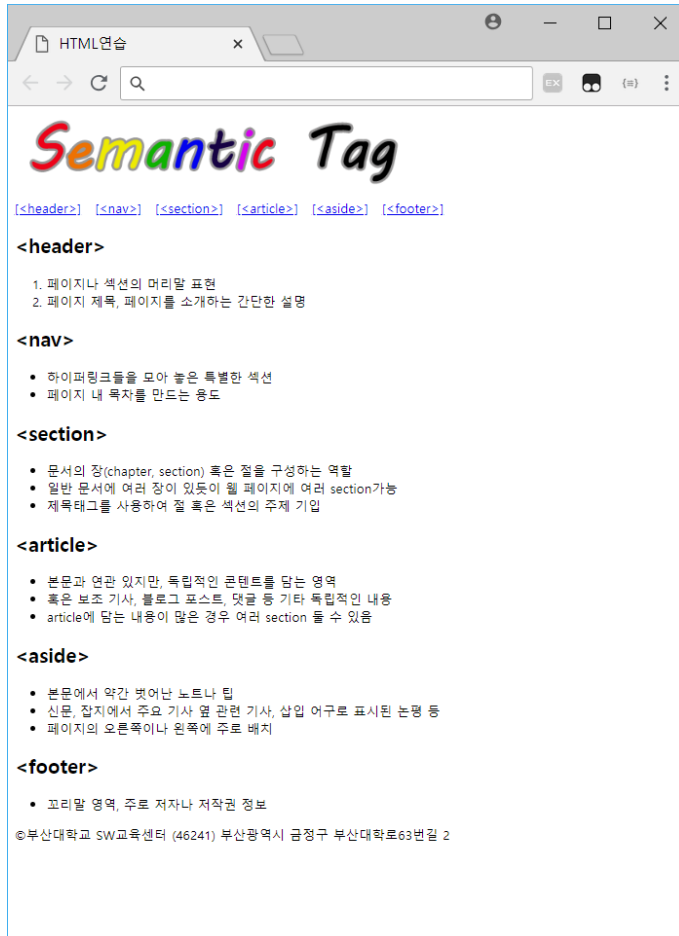 HTML연습
EX
{≡}
Semantic Tag
[<header>] [<nav>] [<section>] [<article>] [<aside>] [<footer>]
<header>
1. 페이지나 섹션의 머리말 표현
2. 페이지 제목, 페이지를 소개하는 간단한 설명
<nav>
• 하이퍼링크들을 모아 놓은 특별한 섹션
• 페이지 내 목차를 만드는 용도
<section>
• 문서의 장(chapter, section) 혹은 절을 구성하는 역할
• 일반 문서에 여러 장이 있듯이 웹 페이지에 여러 section가능
• 제목태그를 사용하여 절 혹은 섹션의 주제 기입
<article>
• 본문과 연관 있지만, 독립적인 콘텐트를 담는 영역
• 혹은 보조 기사, 블로그 포스트, 댓글 등 기타 독립적인 내용
• article에 담는 내용이 많은 경우 여러 section 둘 수 있음
<aside>
• 본문에서 약간 벗어난 노트나 팁
• 신문, 잡지에서 주요 기사 옆 관련 기사, 삽입 어구로 표시된 논평 등
• 페이지의 오른쪽이나 왼쪽에 주로 배치
<footer>
• 꼬리말 영역, 주로 저자나 저작권 정보
©부산대학교 SW교육센터 (46241) 부산광역시 금정구 부산대학로63번길 2